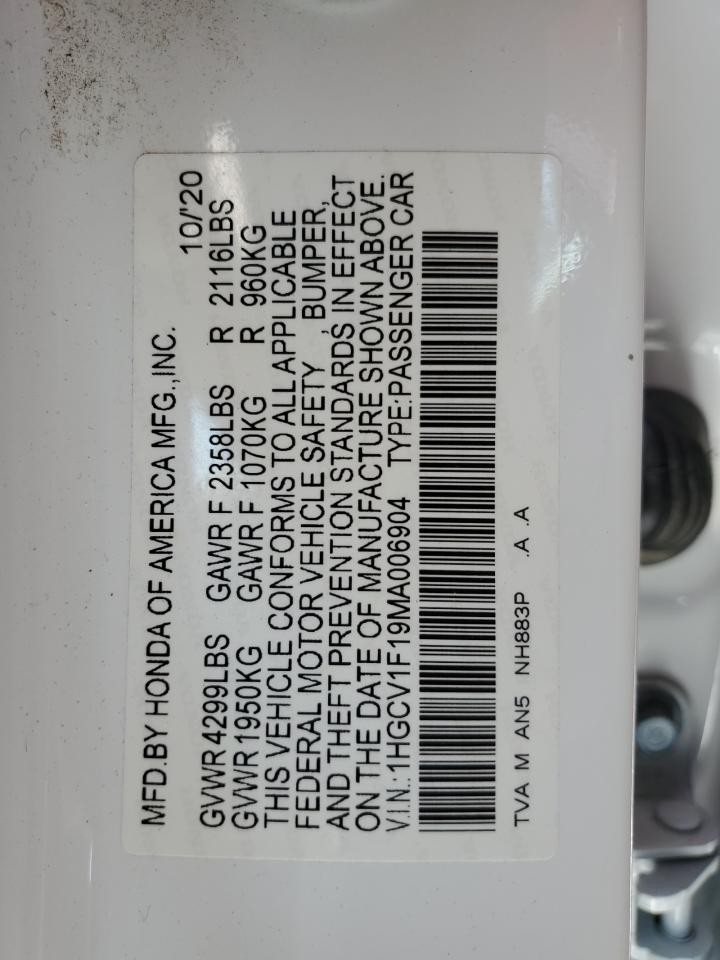 MFD.BY HONDA OF AMERICA MFG.,INC. 10/'20
GVWR 4299LBS GAWR F 2358LBS R 2116LBS
GVWR 1950KG GAWR F 1070KG R 960KG
THIS VEHICLE CONFORMS TO ALL APPLICABLE
FEDERAL MOTOR VEHICLE SAFETY , BUMPER,
AND THEFT PREVENTION STANDARDS IN EFFECT
ON THE DATE OF MANUFACTURE SHOWN ABOVE.
V.I.N.:1HGCV1F19MA006904 TYPE:PASSENGER CAR
TVA M AN5 NH883P .A .A